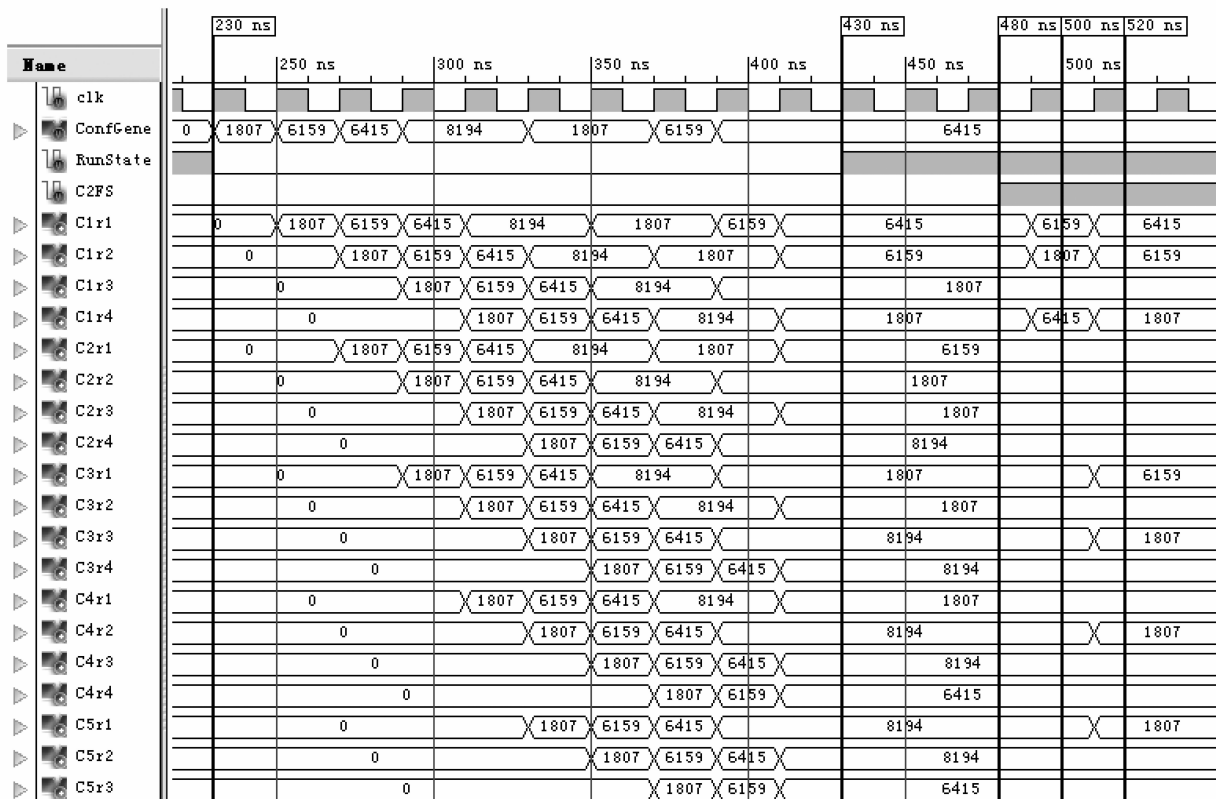 230 ns 430 ns 480 ns 500 ns 520 ns
Name 250 ns 300 ns 350 ns 400 ns 450 ns 500 ns
clk
ConfGene 0 1807 6159 6415 8194 1807 6159 6415
RunState
C2FS
C1r1 0 1807 6159 6415 8194 1807 6159 6415 6159 6415
C1r2 0 1807 6159 6415 8194 1807 6159 1807 6159
C1r3 0 1807 6159 6415 8194 1807
C1r4 0 1807 6159 6415 8194 1807 6415 1807
C2r1 0 1807 6159 6415 8194 1807 6159
C2r2 0 1807 6159 6415 8194 1807
C2r3 0 1807 6159 6415 8194 1807
C2r4 0 1807 6159 6415 8194
C3r1 0 1807 6159 6415 8194 1807 6159
C3r2 0 1807 6159 6415 8194 1807
C3r3 0 1807 6159 6415 8194 1807
C3r4 0 1807 6159 6415 8194
C4r1 0 1807 6159 6415 8194 1807
C4r2 0 1807 6159 6415 8194 1807
C4r3 0 1807 6159 6415 8194
C4r4 0 1807 6159 6415
C5r1 0 1807 6159 6415 8194 1807
C5r2 0 1807 6159 6415 8194
C5r3 0 1807 6159 6415